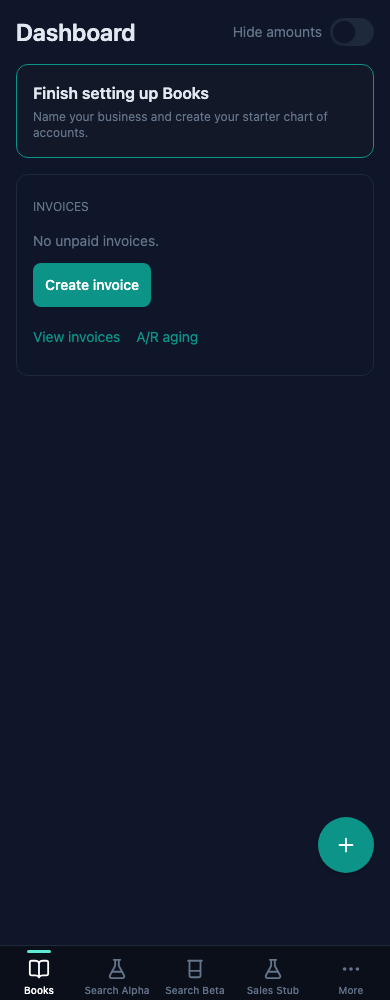 Dashboard
Hide amounts
Finish setting up Books
Name your business and create your starter chart of
accounts.
INVOICES
No unpaid invoices.
Create invoice
View invoices
A/R aging
Books
Search Alpha
Search Beta
Sales Stub
More